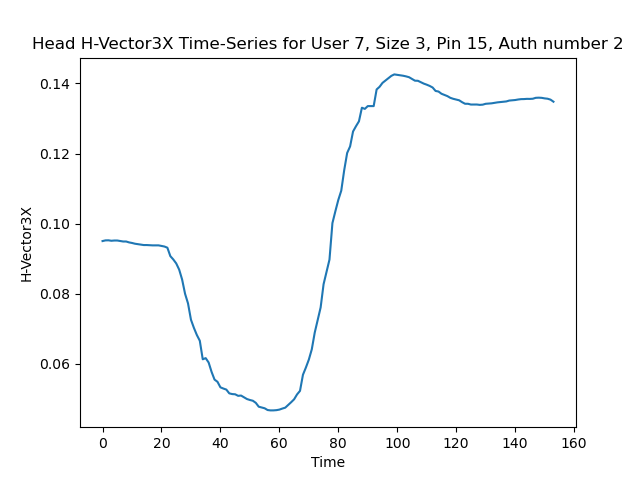 Head H-Vector3X Time-Series for User 7, Size 3, Pin 15, Auth number 2
0.14
0.12
0.10
0.08
0.06
H-Vector3X
0 20 40 60 80 100 120 140 160
Time